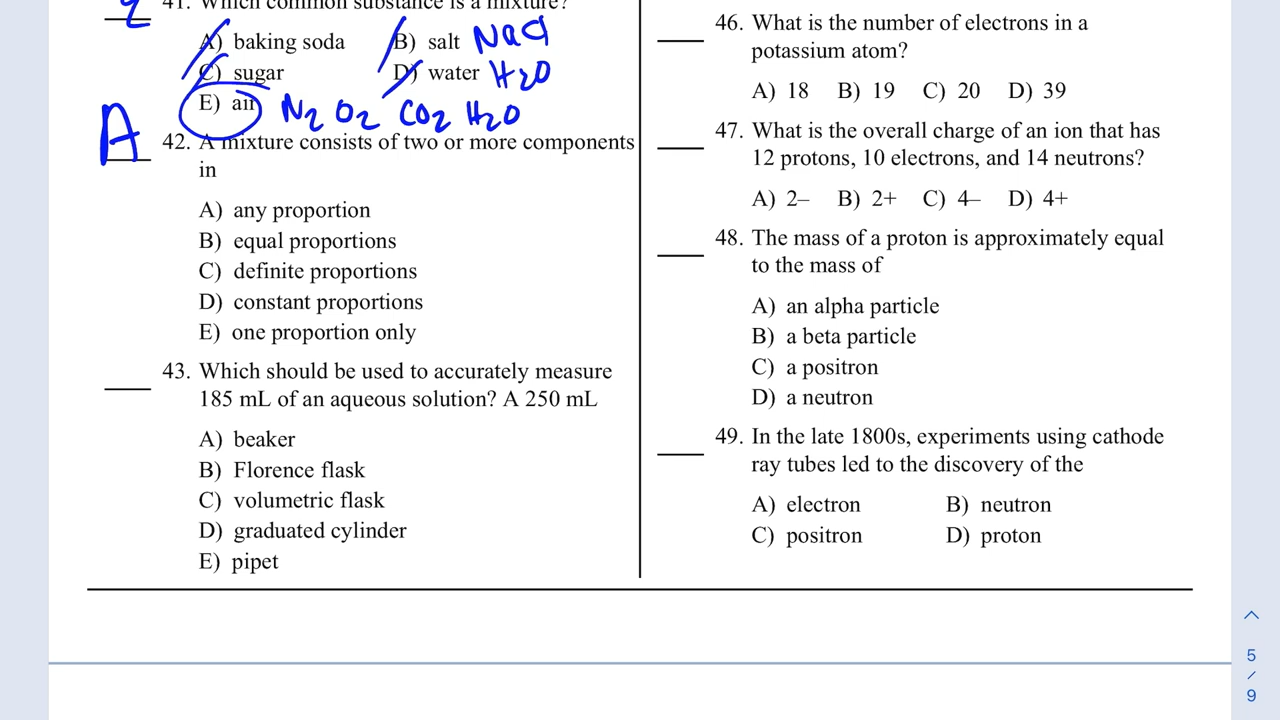 41. Which common substance is a mixture?
A) baking soda B) salt NaCl
C) sugar D) water H2O
E) air N2 O2 CO2 H2O
A 42. A mixture consists of two or more components
in
A) any proportion
B) equal proportions
C) definite proportions
D) constant proportions
E) one proportion only
43. Which should be used to accurately measure
185 mL of an aqueous solution? A 250 mL
A) beaker
B) Florence flask
C) volumetric flask
D) graduated cylinder
E) pipet
46. What is the number of electrons in a
potassium atom?
A) 18 B) 19 C) 20 D) 39
47. What is the overall charge of an ion that has
12 protons, 10 electrons, and 14 neutrons?
A) 2– B) 2+ C) 4– D) 4+
48. The mass of a proton is approximately equal
to the mass of
A) an alpha particle
B) a beta particle
C) a positron
D) a neutron
49. In the late 1800s, experiments using cathode
ray tubes led to the discovery of the
A) electron B) neutron
C) positron D) proton
5
/
9